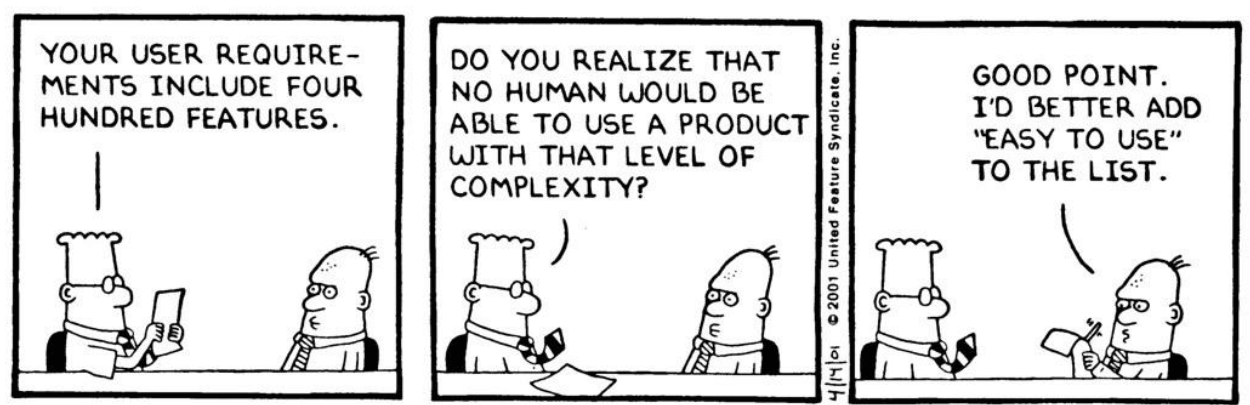 YOUR USER REQUIRE-
MENTS INCLUDE FOUR
HUNDRED FEATURES.
DO YOU REALIZE THAT
NO HUMAN WOULD BE
ABLE TO USE A PRODUCT
WITH THAT LEVEL OF
COMPLEXITY?
4/14/01 © 2001 United Feature Syndicate, Inc.
GOOD POINT.
I'D BETTER ADD
"EASY TO USE"
TO THE LIST.